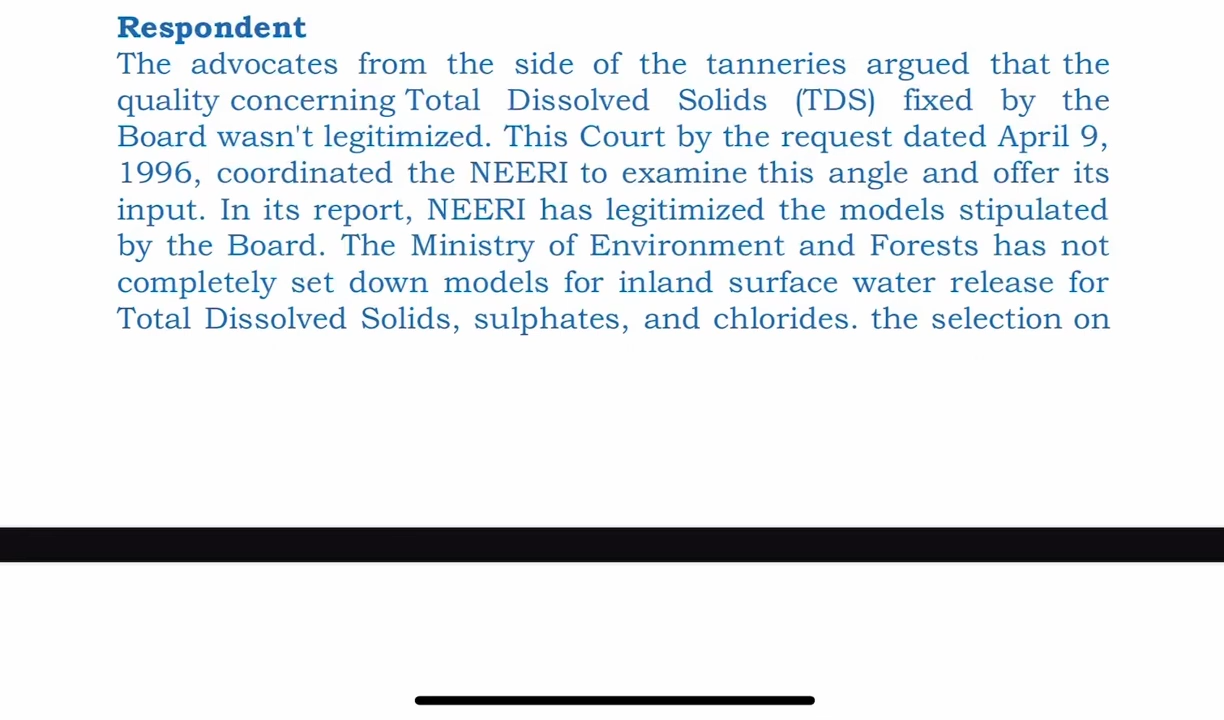 Respondent
The advocates from the side of the tanneries argued that the
quality concerning Total Dissolved Solids (TDS) fixed by the
Board wasn't legitimized. This Court by the request dated April 9,
1996, coordinated the NEERI to examine this angle and offer its
input. In its report, NEERI has legitimized the models stipulated
by the Board. The Ministry of Environment and Forests has not
completely set down models for inland surface water release for
Total Dissolved Solids, sulphates, and chlorides. the selection on